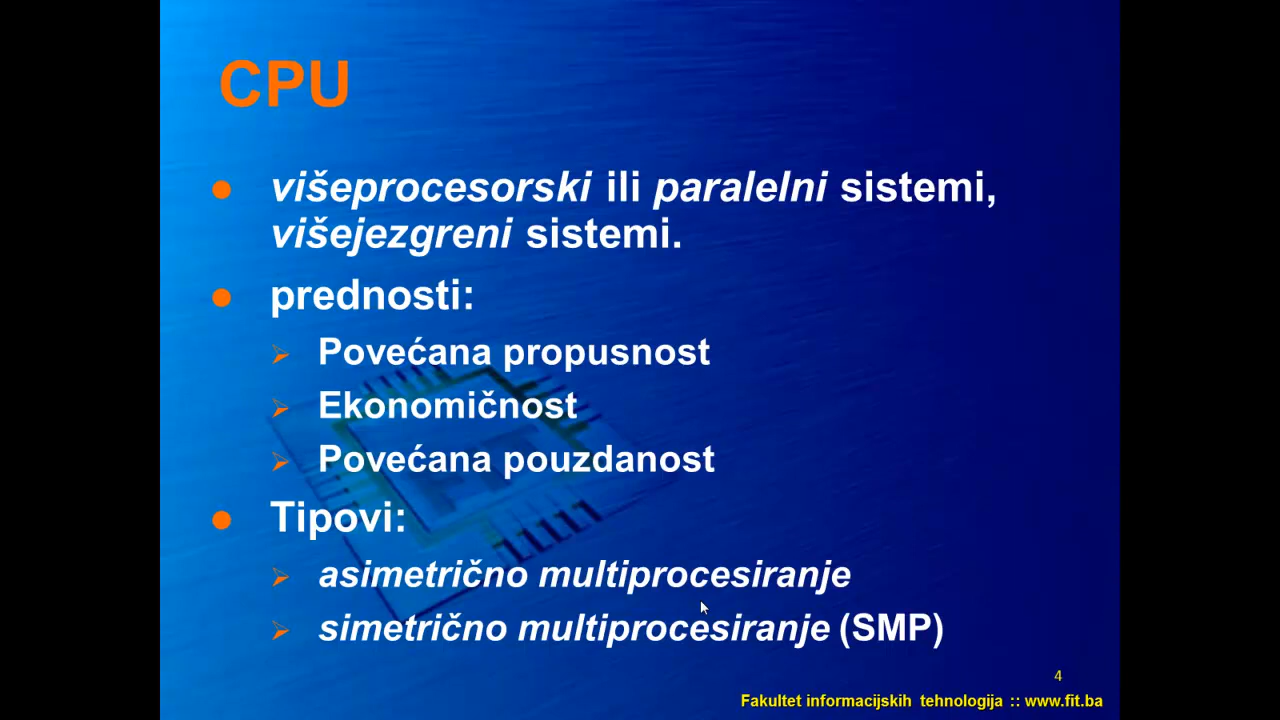 CPU
višeprocesorski ili paralelni sistemi,
višejezgreni sistemi.
prednosti:
Povećana propusnost
Ekonomičnost
Povećana pouzdanost
Tipovi:
asimetrično multiprocesiranje
simetrično multiprocesiranje (SMP)
4
Fakultet informacijskih tehnologija :: www.fit.ba